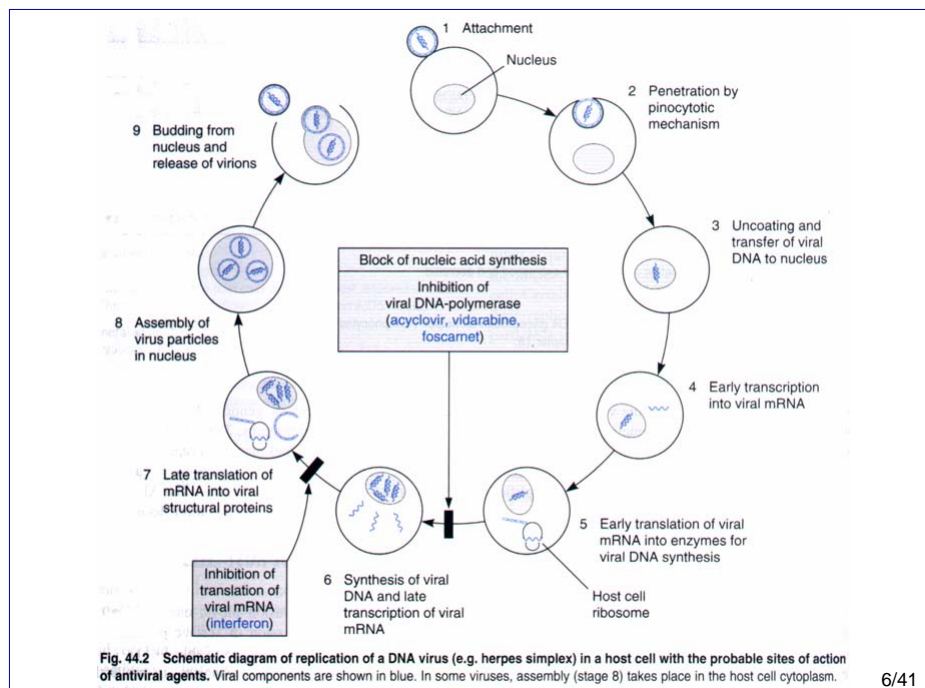 1 Attachment
Nucleus
2 Penetration by
pinocytotic
mechanism
3 Uncoating and
transfer of viral
DNA to nucleus
4 Early transcription
into viral mRNA
5 Early translation of viral
mRNA into enzymes for
viral DNA synthesis
Host cell
ribosome
6 Synthesis of viral
DNA and late
transcription of viral
mRNA
7 Late translation of
mRNA into viral
structural proteins
8 Assembly of
virus particles
in nucleus
9 Budding from
nucleus and
release of virions
Block of nucleic acid synthesis
Inhibition of
viral DNA-polymerase
(acyclovir, vidarabine,
foscarnet)
Inhibition of
translation of
viral mRNA
(interferon)
Fig. 44.2 Schematic diagram of replication of a DNA virus (e.g. herpes simplex) in a host cell with the probable sites of action
of antiviral agents. Viral components are shown in blue. In some viruses, assembly (stage 8) takes place in the host cell cytoplasm.
6/41